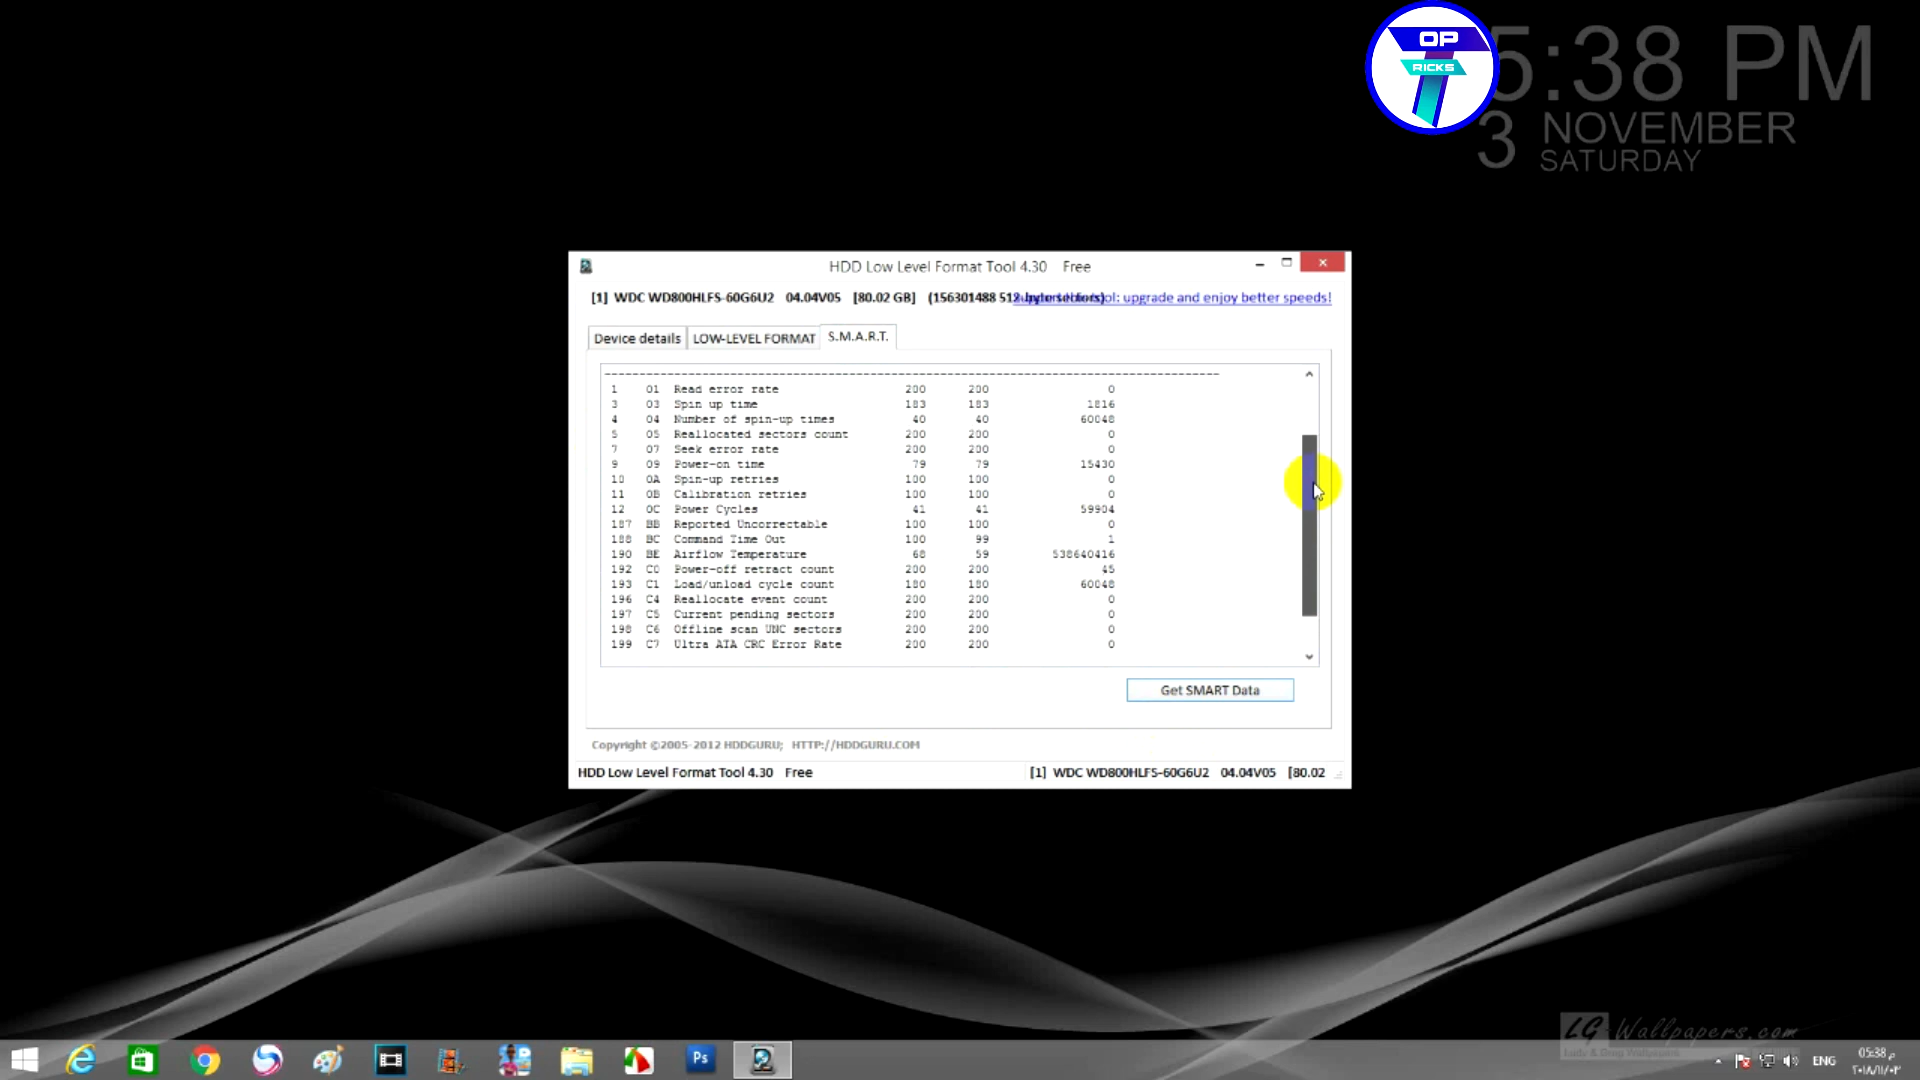 OP
RICKS
5:38 PM
3 NOVEMBER
SATURDAY
HDD Low Level Format Tool 4.30 Free
[1] WDC WD800HLFS-60G6U2 04.04V05 [80.02 GB] (156301488 512-byte sectors)
tool: upgrade and enjoy better speeds!
Device details LOW-LEVEL FORMAT S.M.A.R.T.
1 01 Read error rate 200 200 0
3 03 Spin up time 183 183 1816
4 04 Number of spin-up times 40 40 60048
5 05 Reallocated sectors count 200 200 0
7 07 Seek error rate 200 200 0
9 09 Power-on time 79 79 15430
10 0A Spin-up retries 100 100 0
11 0B Calibration retries 100 100 0
12 0C Power Cycles 41 41 59904
187 BB Reported Uncorrectable 100 100 0
188 BC Command Time Out 100 99 1
190 BE Airflow Temperature 68 59 538640416
192 C0 Power-off retract count 200 200 45
193 C1 Load/unload cycle count 180 180 60048
196 C4 Reallocate event count 200 200 0
197 C5 Current pending sectors 200 200 0
198 C6 Offline scan UNC sectors 200 200 0
199 C7 Ultra ATA CRC Error Rate 200 200 0
Get SMART Data
Copyright ©2005-2012 HDDGURU; HTTP://HDDGURU.COM
HDD Low Level Format Tool 4.30 Free [1] WDC WD800HLFS-60G6U2 04.04V05 [80.02
LG Wallpapers.com
Ps
ENG
05:38 م